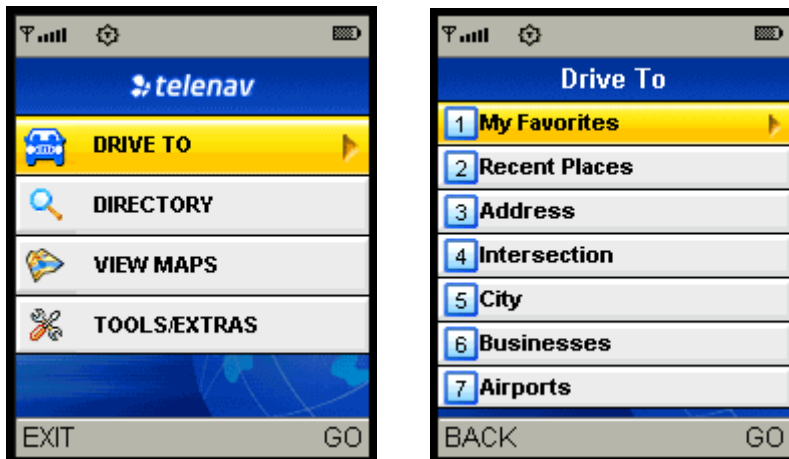 telenav
DRIVE TO
DIRECTORY
VIEW MAPS
TOOLS/EXTRAS
EXIT GO
Drive To
1 My Favorites
2 Recent Places
3 Address
4 Intersection
5 City
6 Businesses
7 Airports
BACK GO